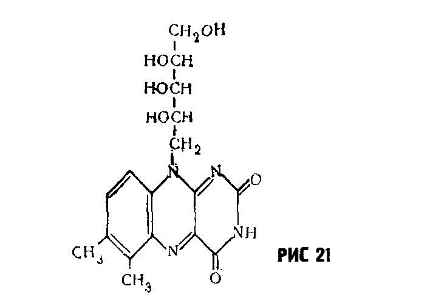 CH₂OH
HOCH
HOCH
HOCH
CH₂
N N O
NH
CH₃ N
CH₃ O
РИС 21